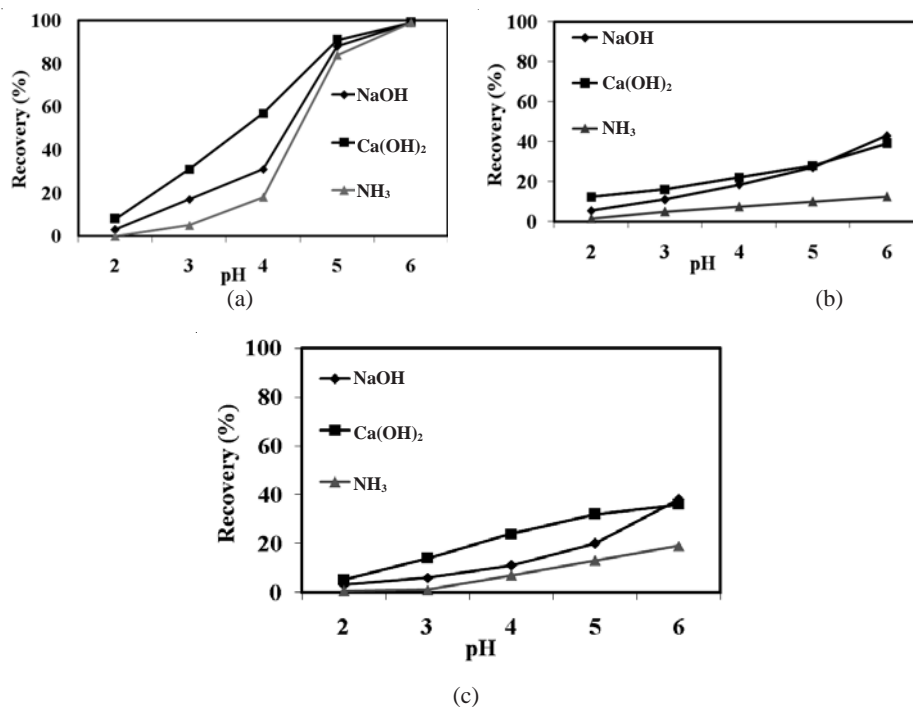 100
80
60
40
20
0
Recovery (%)
NaOH
Ca(OH)₂
NH₃
2 3 4 5 6
pH
(a)
100
80
60
40
20
0
Recovery (%)
NaOH
Ca(OH)₂
NH₃
2 3 4 5 6
pH
(b)
100
80
60
40
20
0
Recovery (%)
NaOH
Ca(OH)₂
NH₃
2 3 4 5 6
pH
(c)